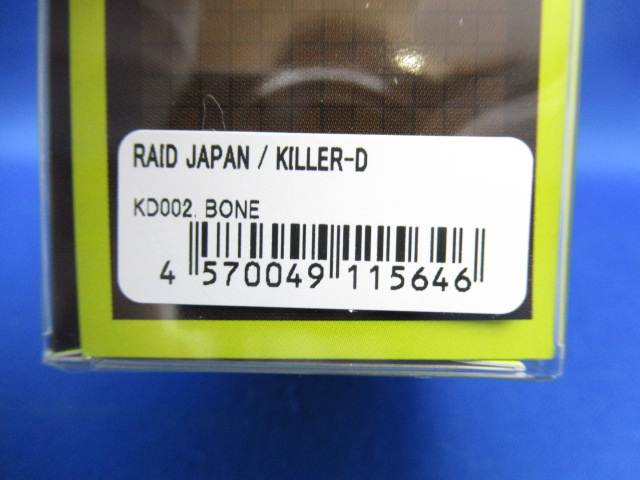 RAID JAPAN / KILLER-D
KD002. BONE
4 570049 115646